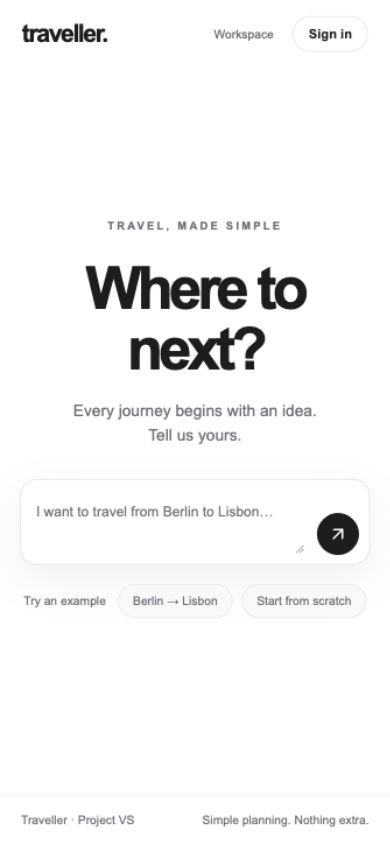 traveller.
Workspace
Sign in
TRAVEL, MADE SIMPLE
Where to
next?
Every journey begins with an idea.
Tell us yours.
I want to travel from Berlin to Lisbon…
Try an example
Berlin → Lisbon
Start from scratch
Traveller · Project VS
Simple planning. Nothing extra.